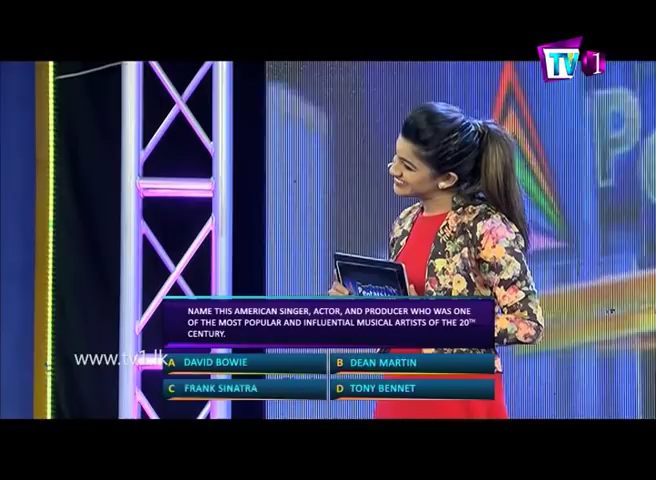 TV1
NAME THIS AMERICAN SINGER, ACTOR, AND PRODUCER WHO WAS ONE
OF THE MOST POPULAR AND INFLUENTIAL MUSICAL ARTISTS OF THE 20TH
CENTURY.
www.tv1.lk
A DAVID BOWIE
B DEAN MARTIN
C FRANK SINATRA
D TONY BENNET